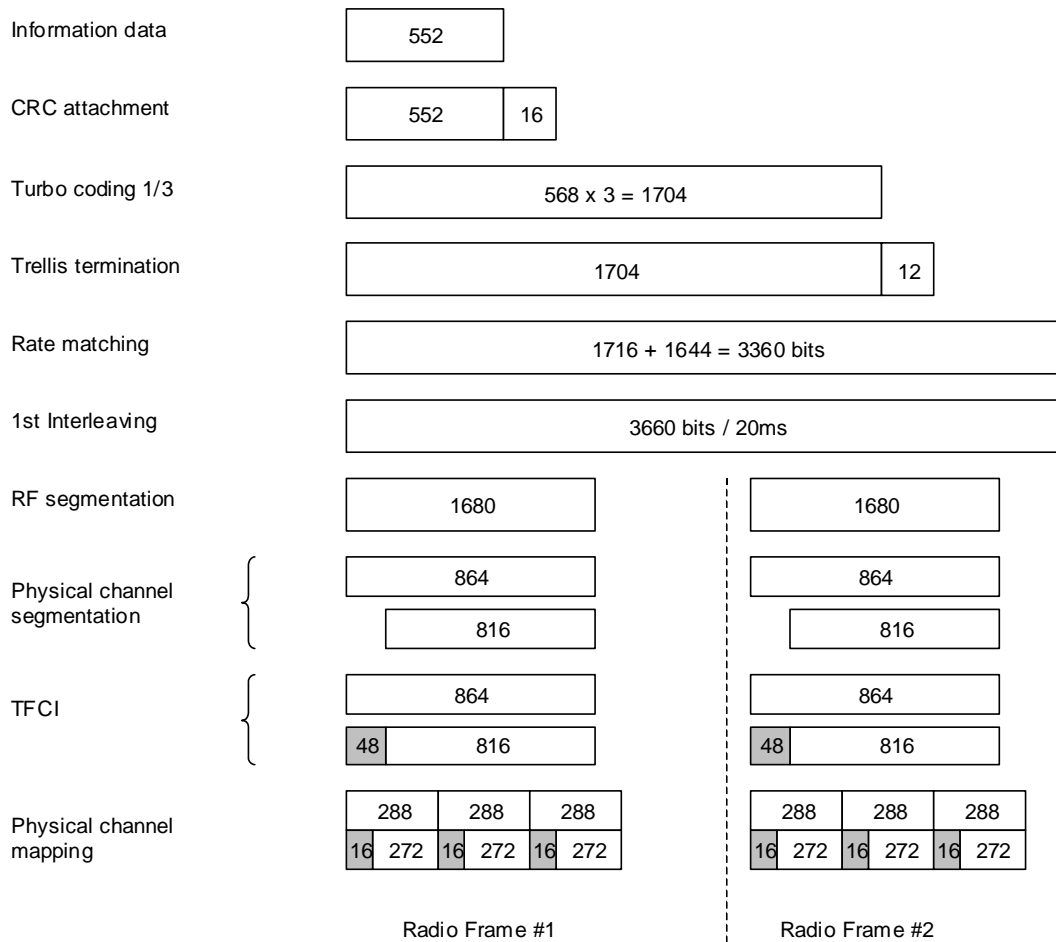 Information data
552
CRC attachment
552 16
Turbo coding 1/3
568 x 3 = 1704
Trellis termination
1704 12
Rate matching
1716 + 1644 = 3360 bits
1st Interleaving
3660 bits / 20ms
RF segmentation
1680 1680
Physical channel
segmentation
864 864
816 816
TFCI
864 864
48 816 48 816
Physical channel
mapping
288 288 288 288 288 288
16 272 16 272 16 272 16 272 16 272 16 272
Radio Frame #1 Radio Frame #2